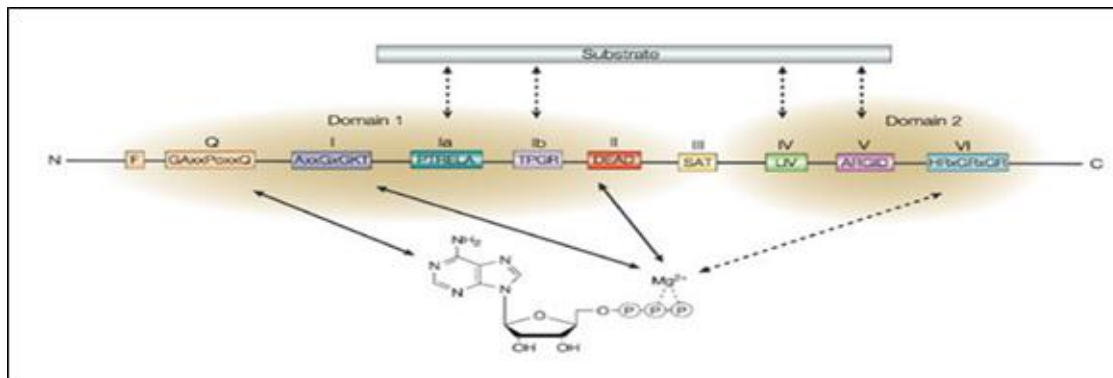 Substrate
Domain 1
Domain 2
Q I Ia Ib II III IV V VI
N F GAxxPoxxQ AxxGxGKT PTRELA TPGR DEAD SAT LIV ARGID HRxGRxGR C
NH₂
N N
N N
Mg²⁺
O O P P P
OH OH